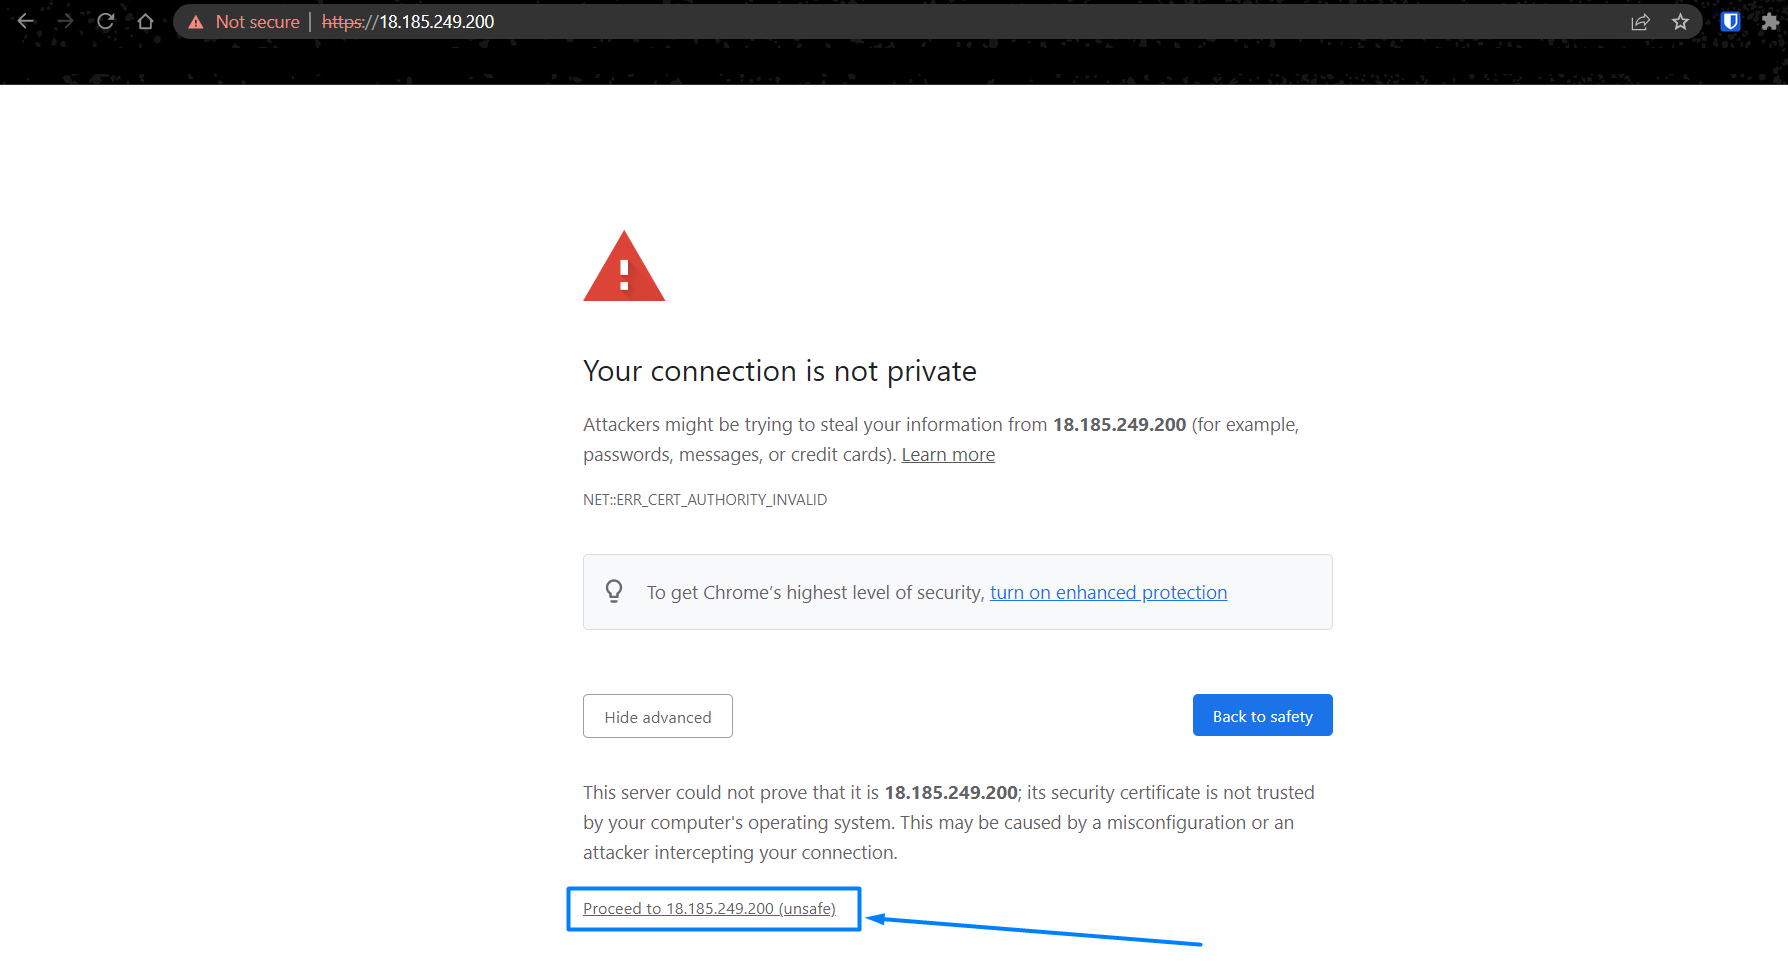 Not secure | https://18.185.249.200
Your connection is not private
Attackers might be trying to steal your information from 18.185.249.200 (for example,
passwords, messages, or credit cards). Learn more
NET::ERR_CERT_AUTHORITY_INVALID
To get Chrome's highest level of security, turn on enhanced protection
Hide advanced
Back to safety
This server could not prove that it is 18.185.249.200; its security certificate is not trusted
by your computer's operating system. This may be caused by a misconfiguration or an
attacker intercepting your connection.
Proceed to 18.185.249.200 (unsafe)